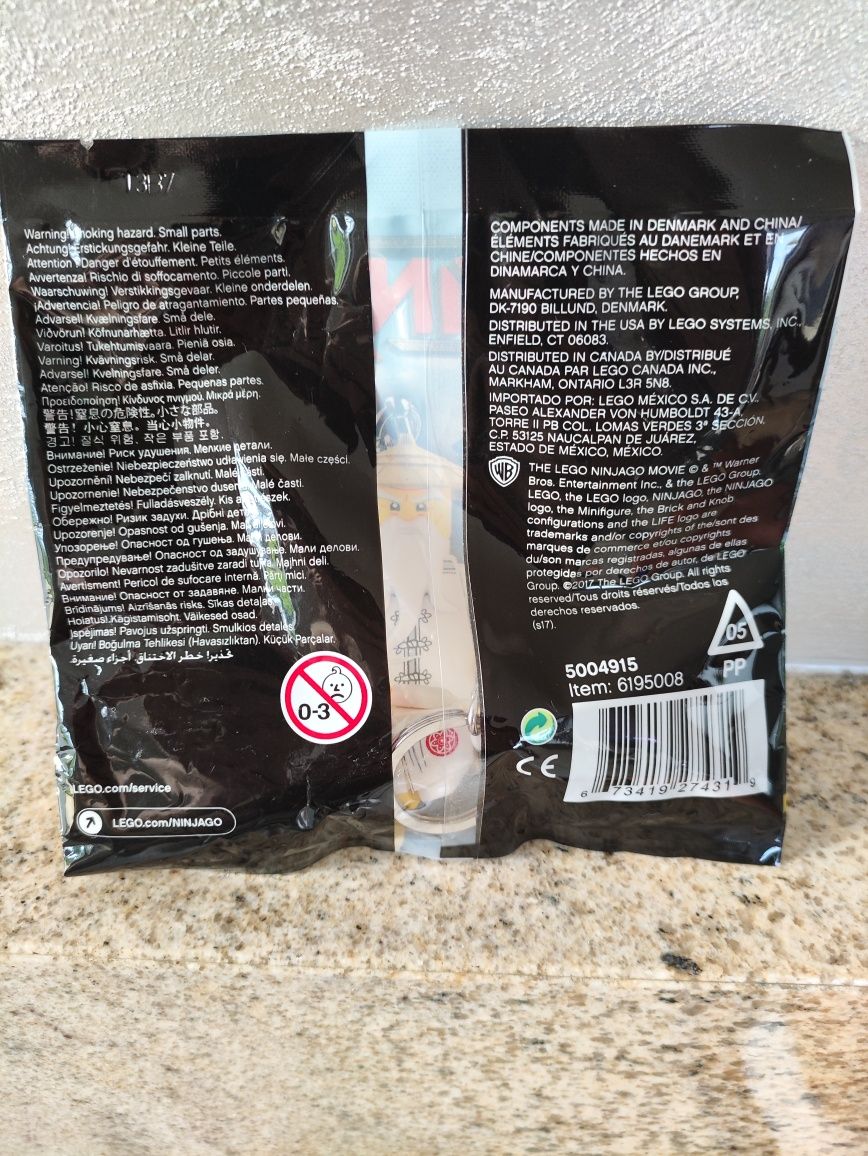 13B7
Warning! hazard. Small parts.
Achtung! Erstickungsgefahr. Kleine Teile.
Attention ! Danger d'étouffement. Petits éléments.
Avvertenza! Rischio di soffocamento. Piccole parti.
Waarschuwing! Verstikkingsgevaar. Kleine onderdelen.
¡Advertencia! Peligro de atragantamiento. Partes pequeñas.
Advarsel! Kvælningsfare. Små dele.
Viðvörun! Köfnunarhætta. Litlir hlutir.
Varoitus! Tukehtumisvaara. Pieniä osia.
Varning! Kvävningsrisk. Små delar.
Advarsel! Kvelningsfare. Små deler.
Atenção! Risco de asfixia. Pequenas partes.
Προειδοποίηση! Κίνδυνος πνιγμού. Μικρά μέρη.
警告!窒息の危険性。小さな部品。
警告! 小心窒息。当心小物件。
경고! 질식 위험. 작은 부품 포함.
Внимание! Риск удушения. Мелкие детали.
Ostrzeżenie! Niebezpieczeństwo udławienia się. Małe części.
Upozornění! Nebezpečí zalknutí. Malé části.
Upozornenie! Nebezpečenstvo Malé časti.
Figyelmeztetés! Fulladásveszély. Kis
Обережно! Ризик задухи. Дрібні
Upozorenje! Opasnost od gušenja.
Упозорење! Опасност од гушења. делови.
Предупредување! Опасност од Мали делови.
Opozorilo! Nevarnost zadušitve zaradi tujka. Majhni deli.
Avertisment! Pericol de sufocare internă. Părți mici.
Внимание! Опасност от задавяне. Малки части.
Brīdinājums! Aizrīšanās risks. Sīkas detaļas.
Hoiatus! Kägistamisoht. Väikesed osad.
Įspėjimas! Pavojus užspringti. Smulkios detalės.
Uyarı! Boğulma Tehlikesi (Havasızlıktan). Küçük Parçalar.
تحذير! خطر الاختناق. أجزاء صغيرة.
0-3
LEGO.com/service
LEGO.com/NINJAGO
COMPONENTS MADE IN DENMARK AND CHINA/
ÉLÉMENTS FABRIQUÉS AU DANEMARK ET EN
CHINE/COMPONENTES HECHOS EN
DINAMARCA Y CHINA.
MANUFACTURED BY THE LEGO GROUP,
DK-7190 BILLUND, DENMARK.
DISTRIBUTED IN THE USA BY LEGO SYSTEMS, INC.,
ENFIELD, CT 06083.
DISTRIBUTED IN CANADA BY/DISTRIBUÉ
AU CANADA PAR LEGO CANADA INC.,
MARKHAM, ONTARIO L3R 5N8.
IMPORTADO POR: LEGO MÉXICO S.A. DE C.V.
PASEO ALEXANDER VON HUMBOLDT 43-A,
TORRE II PB COL. LOMAS VERDES 3ª SECCIÓN,
C.P. 53125 NAUCALPAN DE JUÁREZ,
ESTADO DE MÉXICO, MÉXICO.
WB
THE LEGO NINJAGO MOVIE © & ™ Warner
Bros. Entertainment Inc., & the LEGO Group.
LEGO, the LEGO logo, NINJAGO, the NINJAGO
logo, the Minifigure, the Brick and Knob
configurations and the LIFE logo are
trademarks and/or copyrights of the/sont des
marques de commerce et/ou copyrights
du/son marcas registradas, algunas de ellas
protegidas por derechos de autor, de LEGO
Group. ©2017 The LEGO Group. All rights
reserved/Tous droits réservés/Todos los
derechos reservados.
(s17).
05
PP
5004915
Item: 6195008
CE
6 73419 27431 9